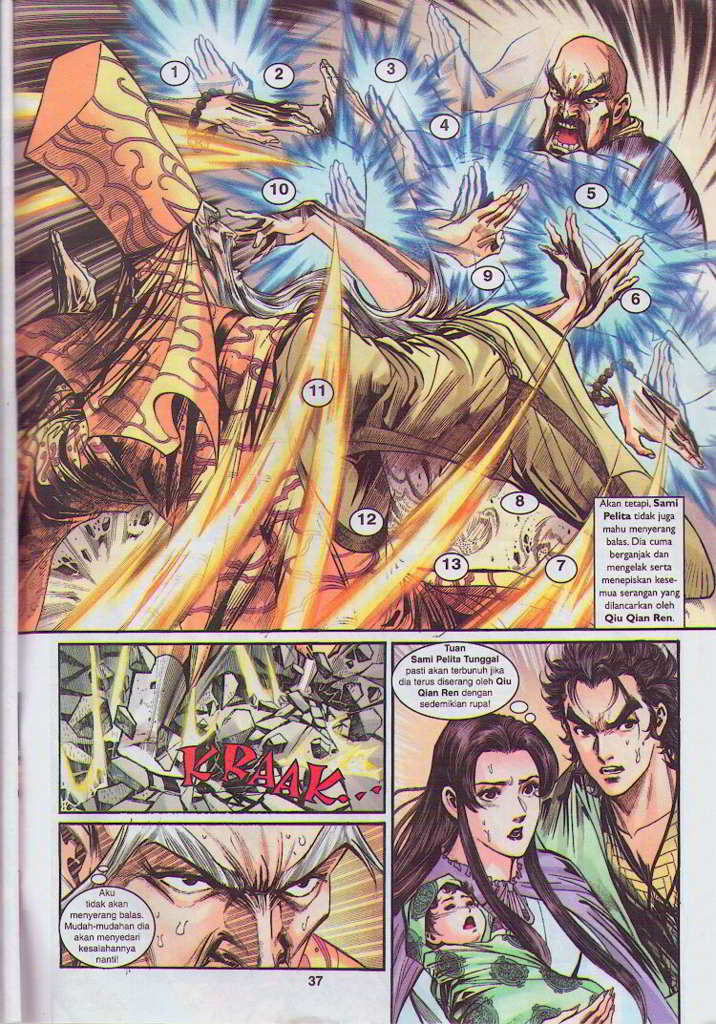 1
2
3
4
10
5
9
6
11
12
8
13
7
Akan tetapi, Sami
Pelita tidak juga
mahu menyerang
balas. Dia cuma
berganjak dan
mengelak serta
menepiskan kese-
mua serangan yang
dilancarkan oleh
Qiu Qian Ren.
KRAAK...
Tuan
Sami Pelita Tunggal
pasti akan terbunuh jika
dia terus diserang oleh Qiu
Qian Ren dengan
sedemikian rupa!
Aku
tidak akan
menyerang balas.
Mudah-mudahan dia
akan menyedari
kesalahannya
nanti!
37